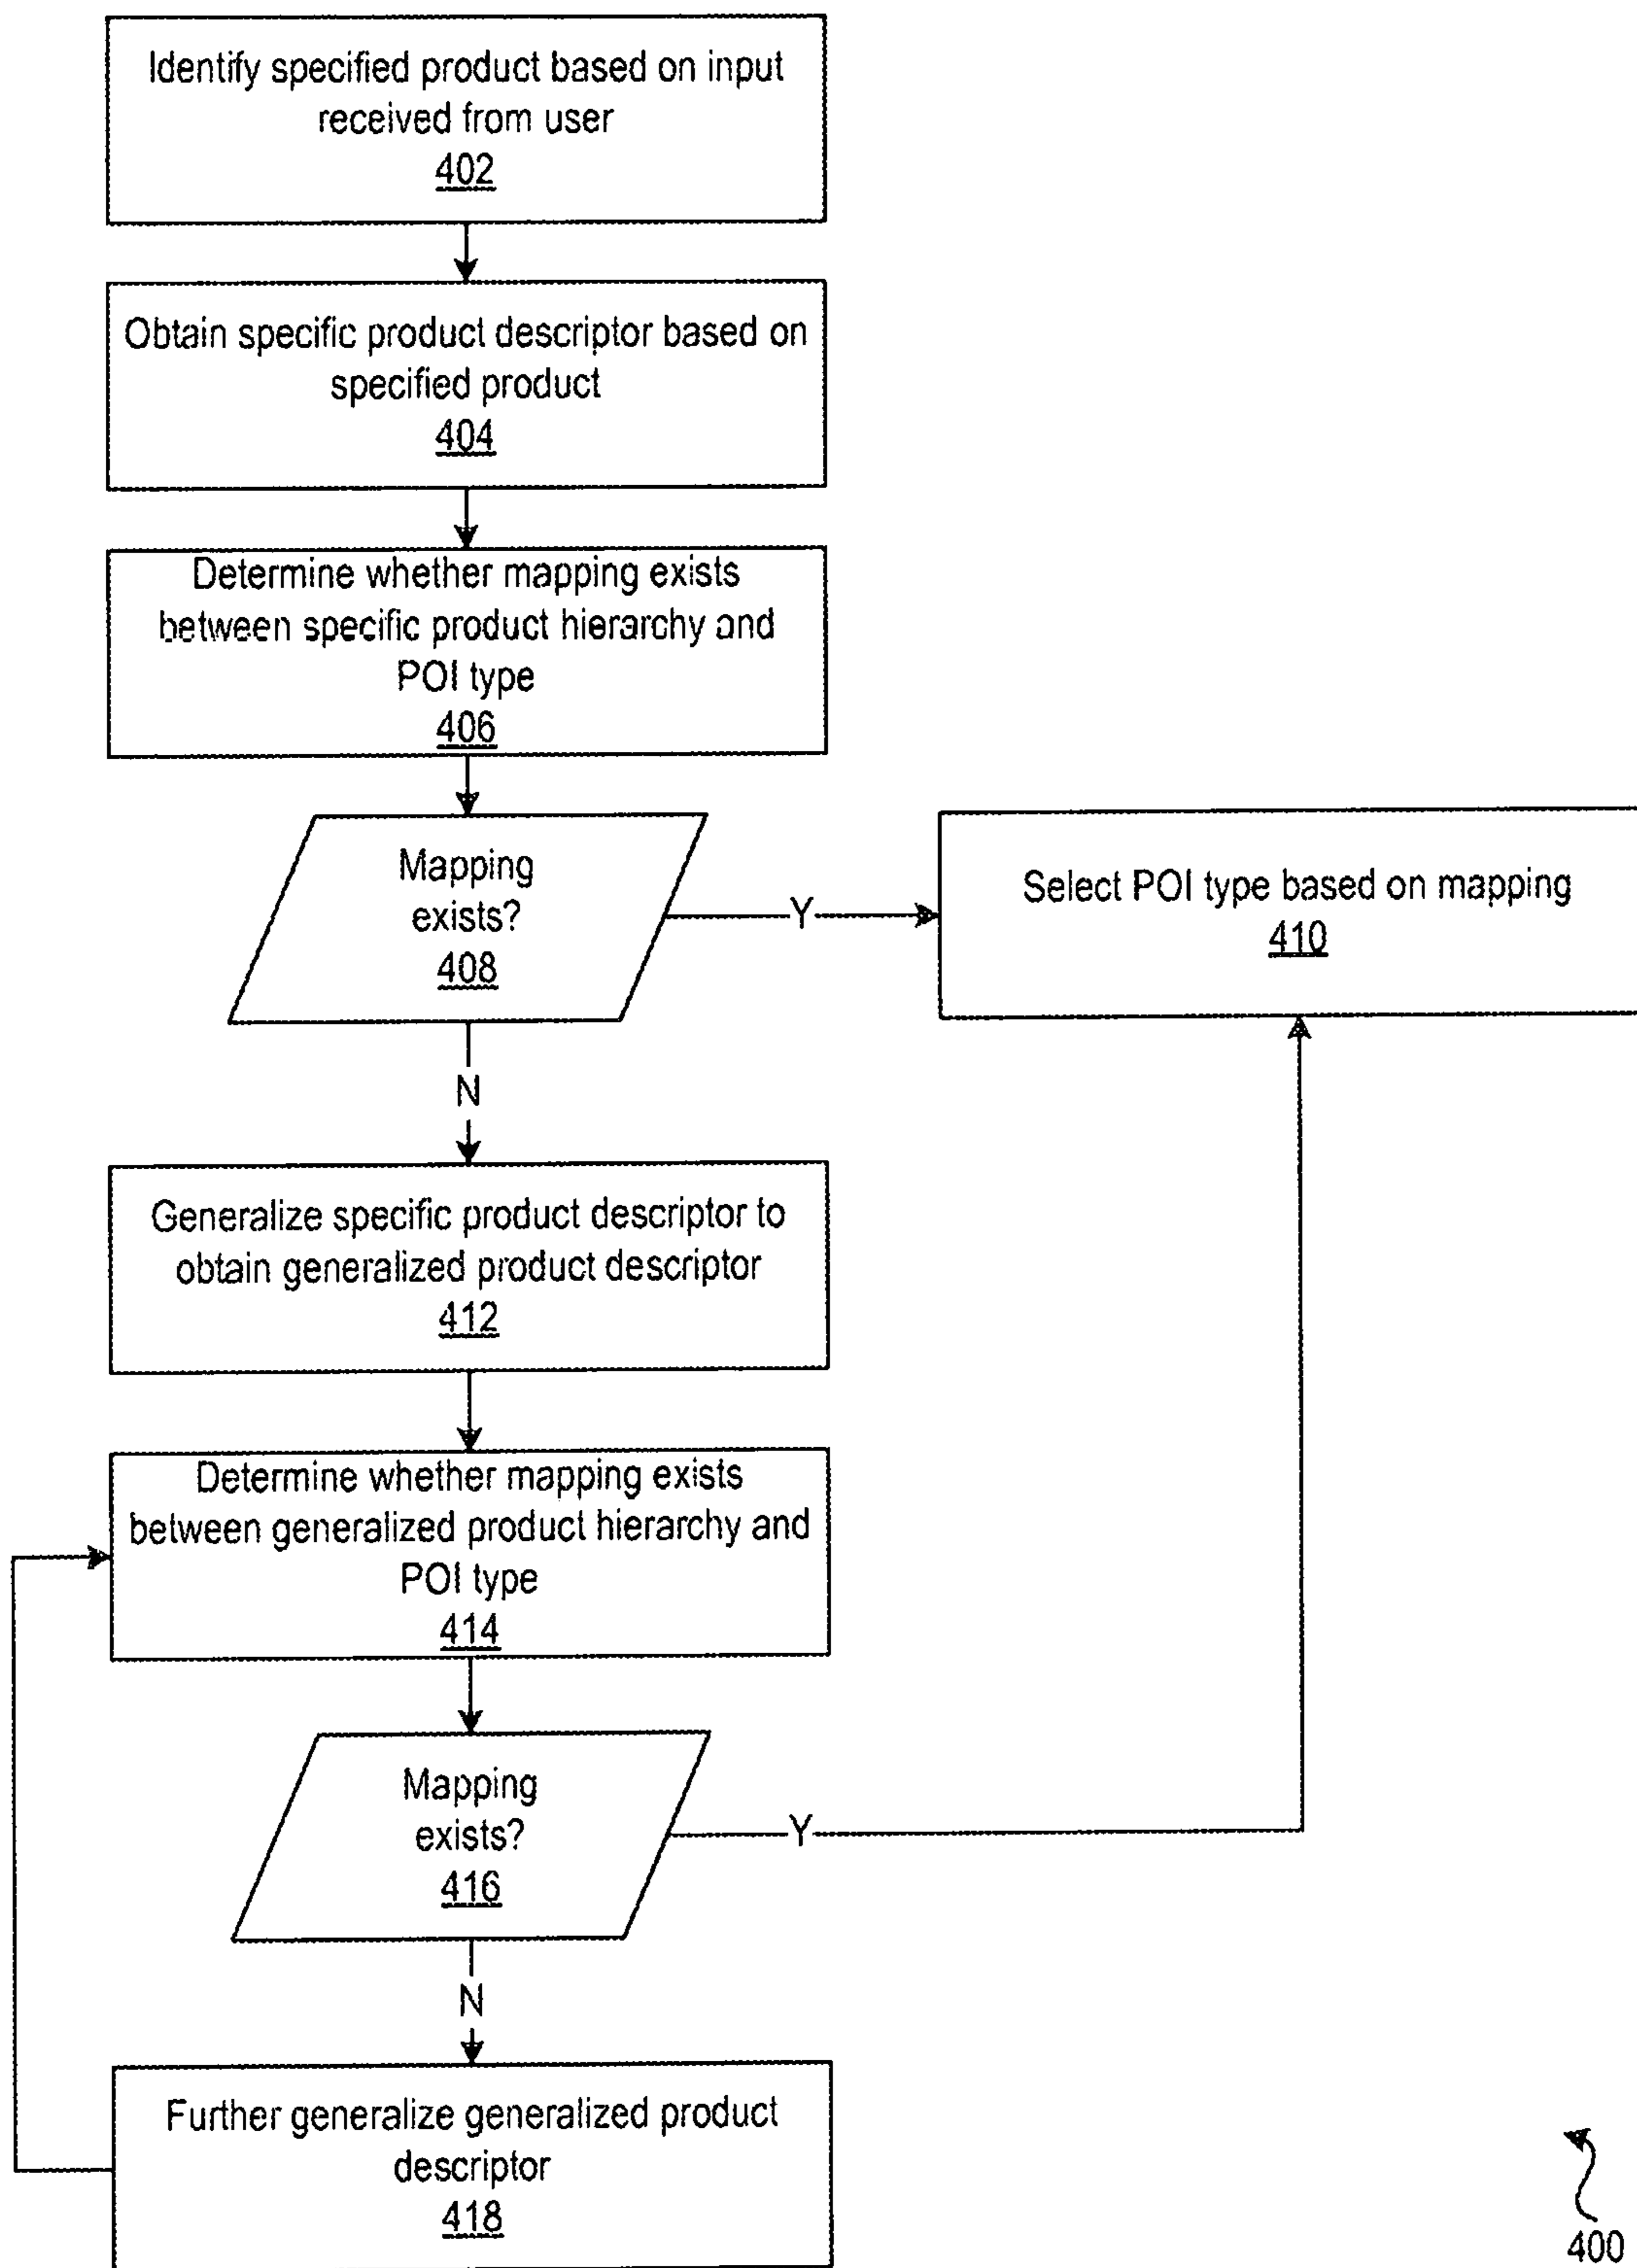 Identify specified product based on input
received from user
402
Obtain specific product descriptor based on
specified product
404
Determine whether mapping exists
between specific product hierarchy and
POI type
406
Mapping
exists?
408
Y
Select POI type based on mapping
410
N
Generalize specific product descriptor to
obtain generalized product descriptor
412
Determine whether mapping exists
between generalized product hierarchy and
POI type
414
Mapping
exists?
416
Y
N
Further generalize generalized product
descriptor
418
400